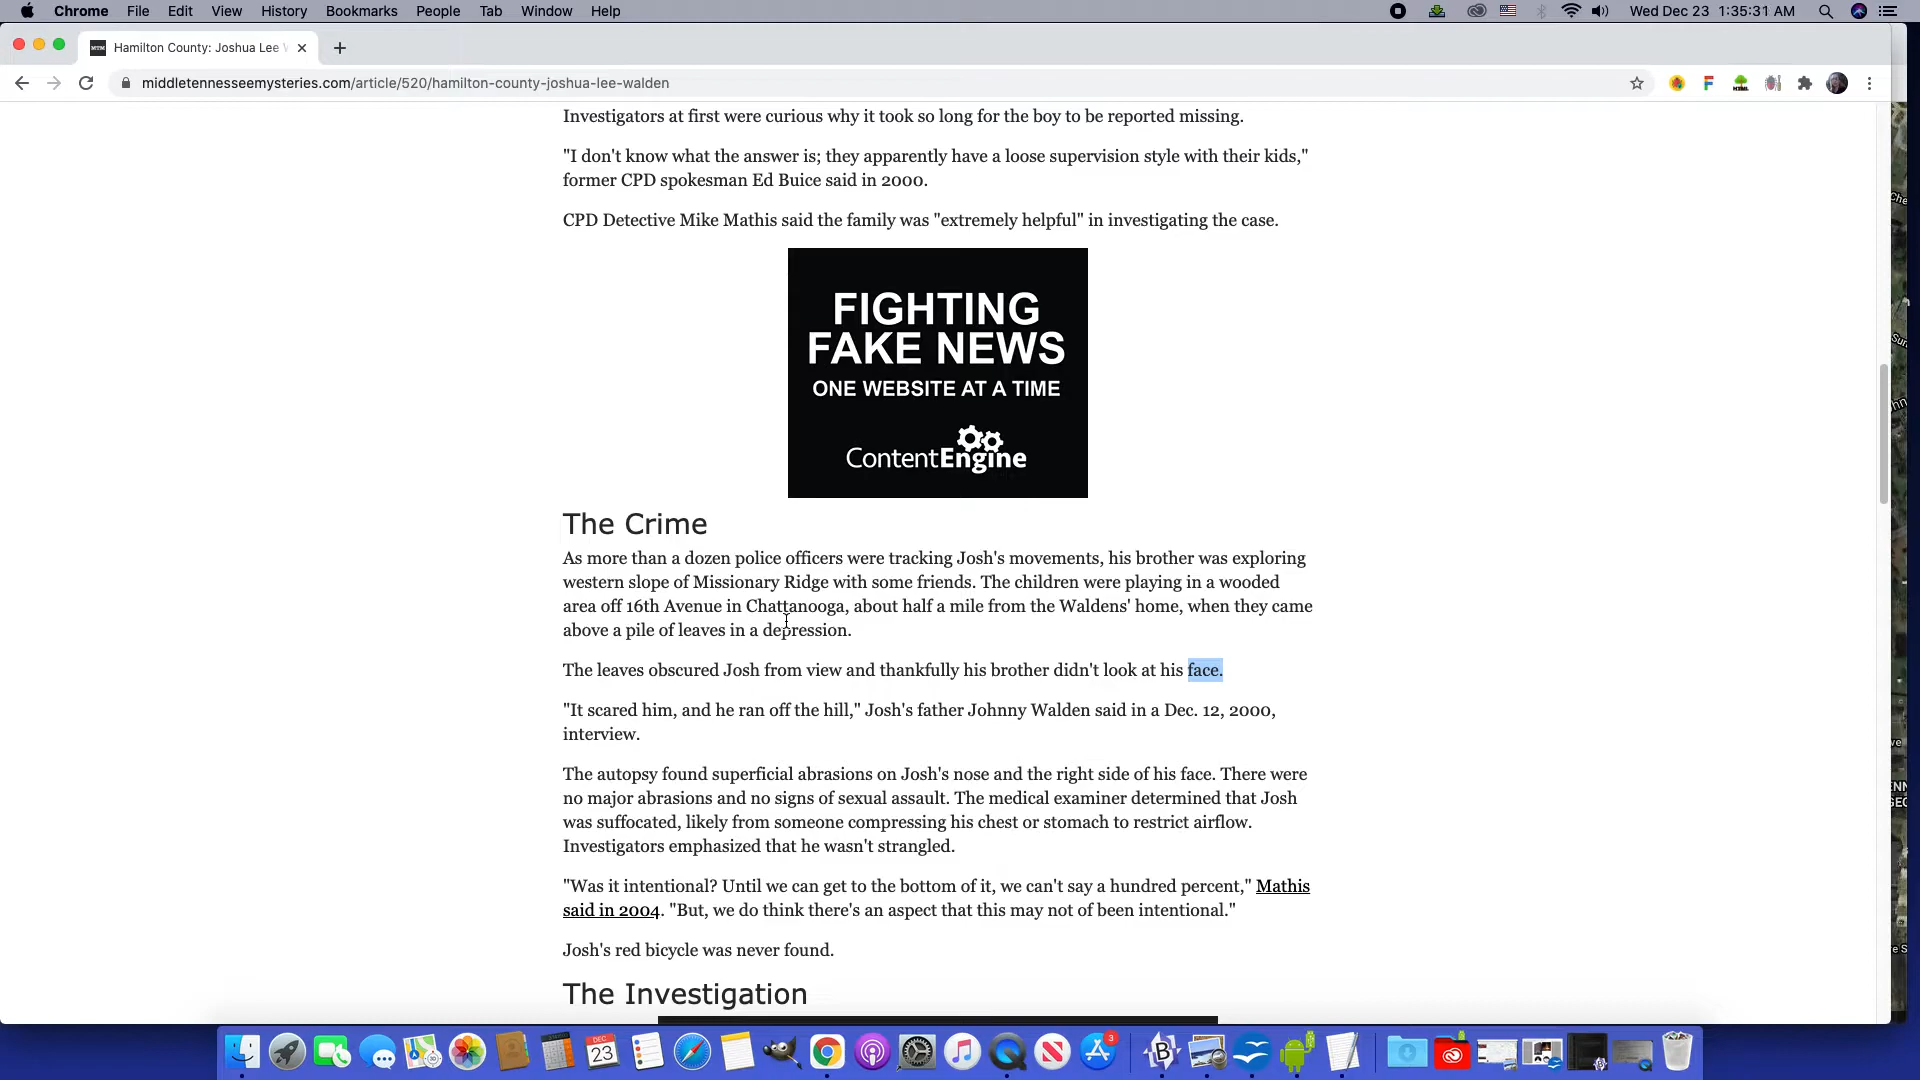 Chrome File Edit View History Bookmarks People Tab Window Help Wed Dec 23 1:35:31 AM
Hamilton County: Joshua Lee
middletennesseemysteries.com/article/520/hamilton-county-joshua-lee-walden
Investigators at first were curious why it took so long for the boy to be reported missing.
"I don't know what the answer is; they apparently have a loose supervision style with their kids,"
former CPD spokesman Ed Buice said in 2000.
CPD Detective Mike Mathis said the family was "extremely helpful" in investigating the case.
FIGHTING
FAKE NEWS
ONE WEBSITE AT A TIME
ContentEngine
The Crime
As more than a dozen police officers were tracking Josh's movements, his brother was exploring
western slope of Missionary Ridge with some friends. The children were playing in a wooded
area off 16th Avenue in Chattanooga, about half a mile from the Waldens' home, when they came
above a pile of leaves in a depression.
The leaves obscured Josh from view and thankfully his brother didn't look at his face.
"It scared him, and he ran off the hill," Josh's father Johnny Walden said in a Dec. 12, 2000,
interview.
The autopsy found superficial abrasions on Josh's nose and the right side of his face. There were
no major abrasions and no signs of sexual assault. The medical examiner determined that Josh
was suffocated, likely from someone compressing his chest or stomach to restrict airflow.
Investigators emphasized that he wasn't strangled.
"Was it intentional? Until we can get to the bottom of it, we can't say a hundred percent," Mathis
said in 2004. "But, we do think there's an aspect that this may not of been intentional."
Josh's red bicycle was never found.
The Investigation
DEC
23
3